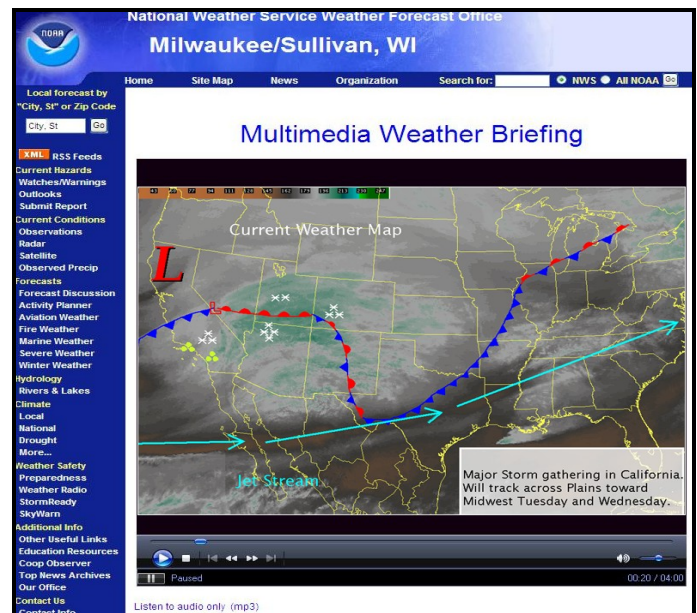 National Weather Service Weather Forecast Office
NOAA
Milwaukee/Sullivan, WI
Home Site Map News Organization Search for: NWS All NOAA Go
Local forecast by
"City, St" or Zip Code
City, St Go
XML RSS Feeds
Current Hazards
Watches/Warnings
Outlooks
Submit Report
Current Conditions
Observations
Radar
Satellite
Observed Precip
Forecasts
Forecast Discussion
Activity Planner
Aviation Weather
Fire Weather
Marine Weather
Severe Weather
Winter Weather
Hydrology
Rivers & Lakes
Climate
Local
National
Drought
More...
Weather Safety
Preparedness
Weather Radio
StormReady
SkyWarn
Additional Info
Other Useful Links
Education Resources
Coop Observer
Top News Archives
Our Office
Contact Us
Contact Info
Multimedia Weather Briefing
Current Weather Map
L
L
Jet Stream
Major Storm gathering in California.
Will track across Plains toward
Midwest Tuesday and Wednesday.
Paused 00:20 / 04:00
Listen to audio only (mp3)